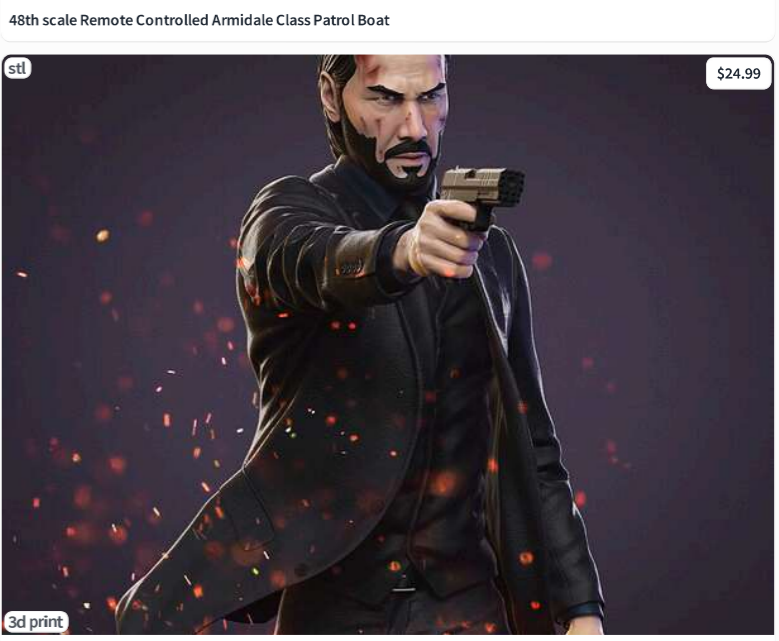 48th scale Remote Controlled Armidale Class Patrol Boat
stl
$24.99
3d print